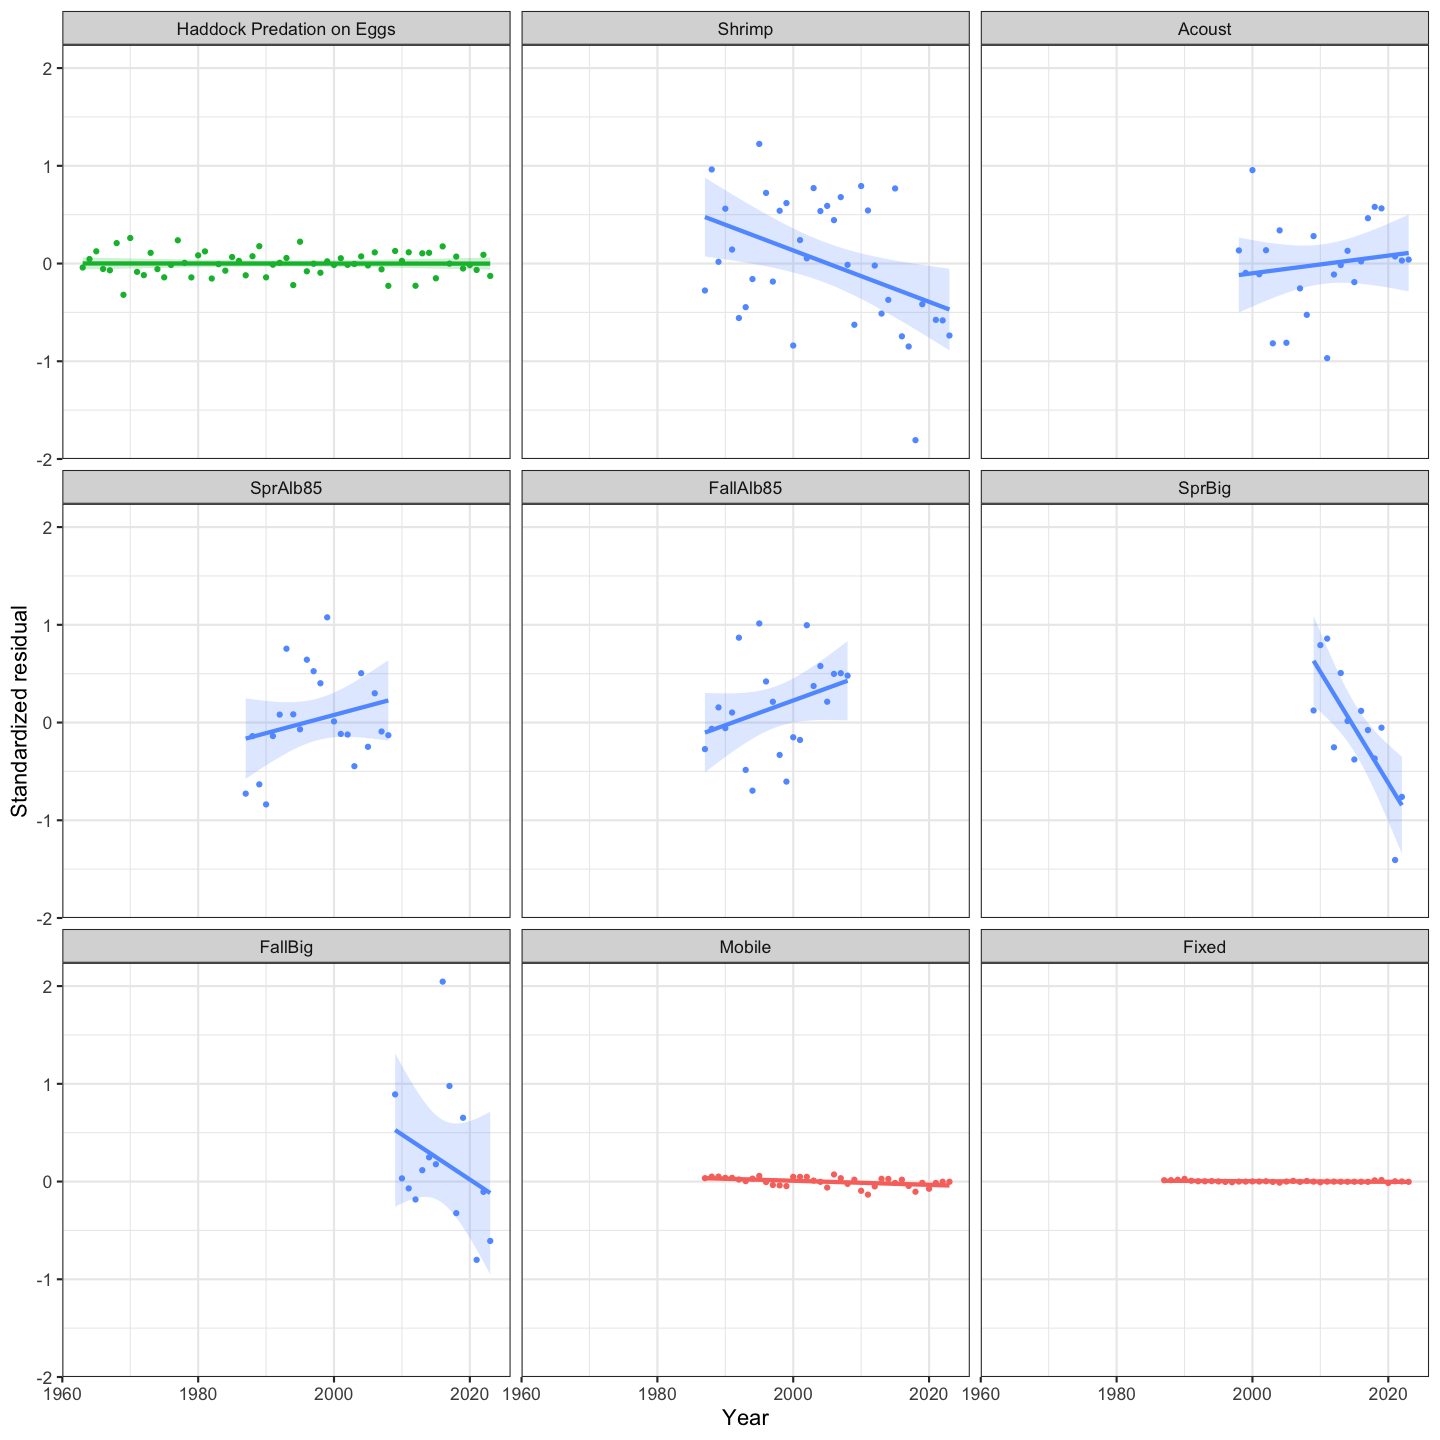 Haddock Predation on Eggs
Shrimp
Acoust
2
1
0
-1
-2
SprAlb85
FallAlb85
SprBig
2
1
0
-1
-2
FallBig
Mobile
Fixed
2
1
0
-1
-2
1960 1980 2000 2020
1960 1980 2000 2020
1960 1980 2000 2020
Standardized residual
Year